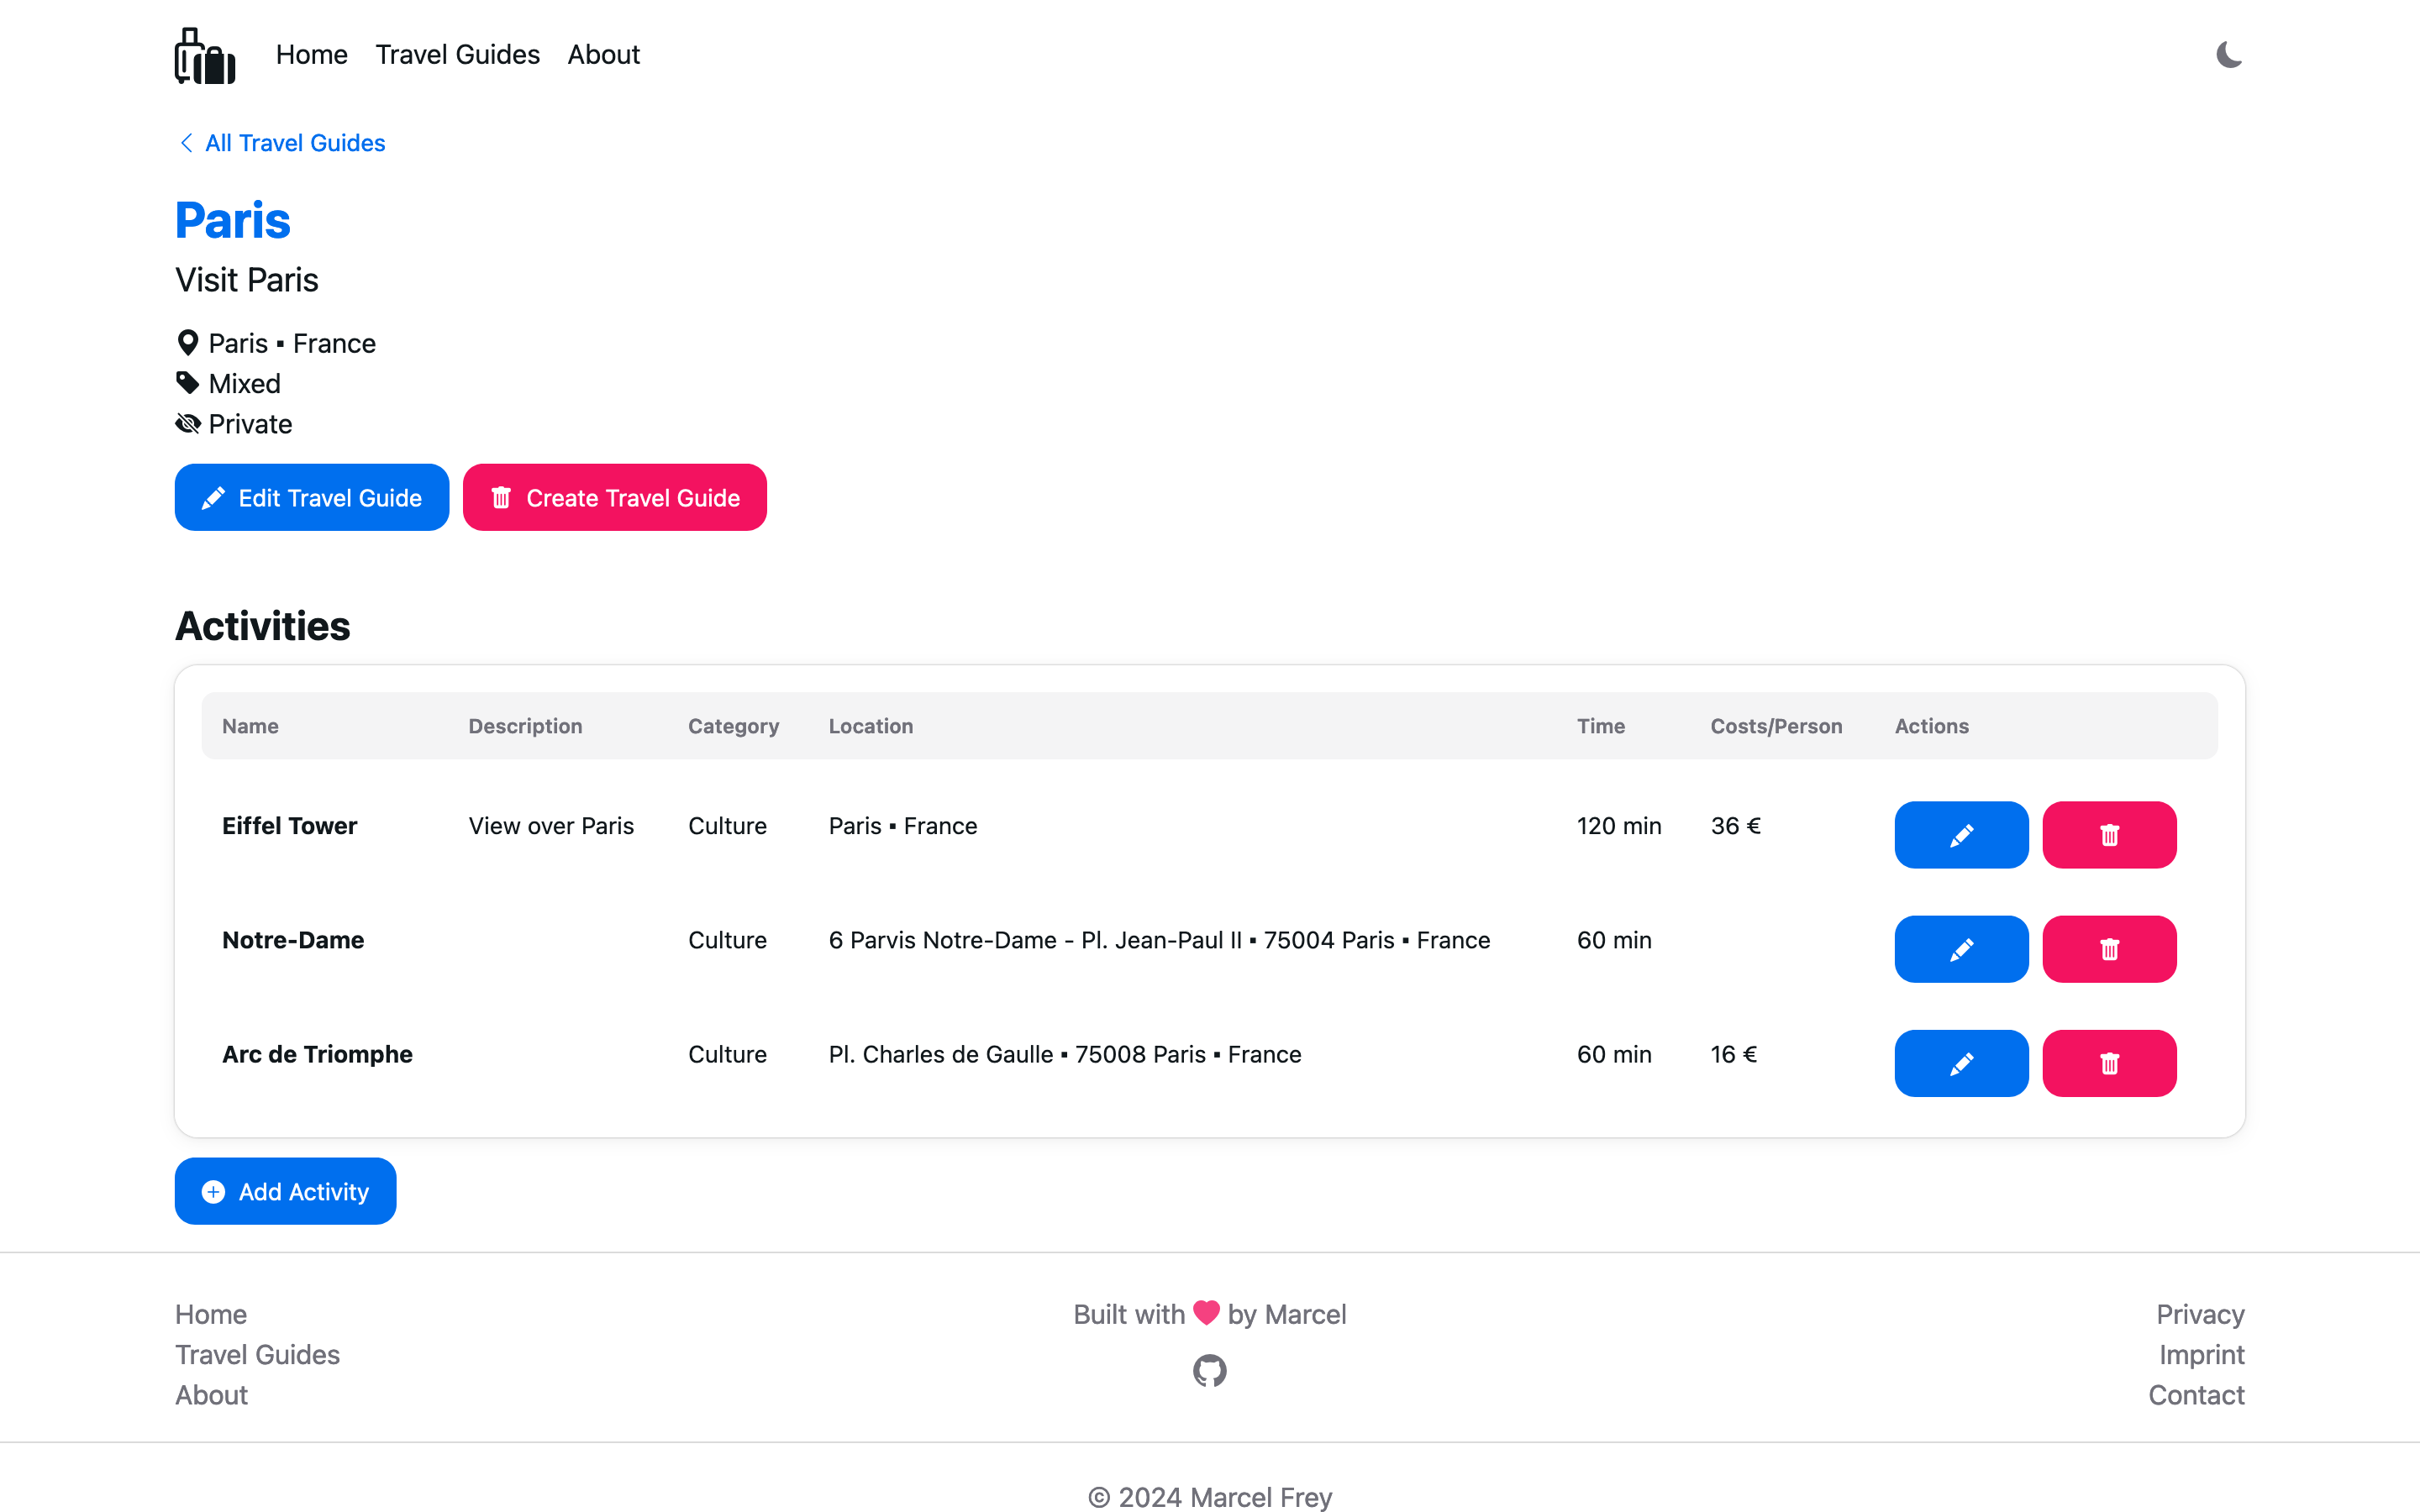 Home Travel Guides About
All Travel Guides
Paris
Visit Paris
Paris ▪ France
Mixed
Private
Edit Travel Guide Create Travel Guide
Activities
Name Description Category Location Time Costs/Person Actions
Eiffel Tower View over Paris Culture Paris ▪ France 120 min 36 €
Notre-Dame Culture 6 Parvis Notre-Dame - Pl. Jean-Paul II ▪ 75004 Paris ▪ France 60 min
Arc de Triomphe Culture Pl. Charles de Gaulle ▪ 75008 Paris ▪ France 60 min 16 €
Add Activity
Home Built with ❤ by Marcel Privacy
Travel Guides Imprint
About Contact
© 2024 Marcel Frey